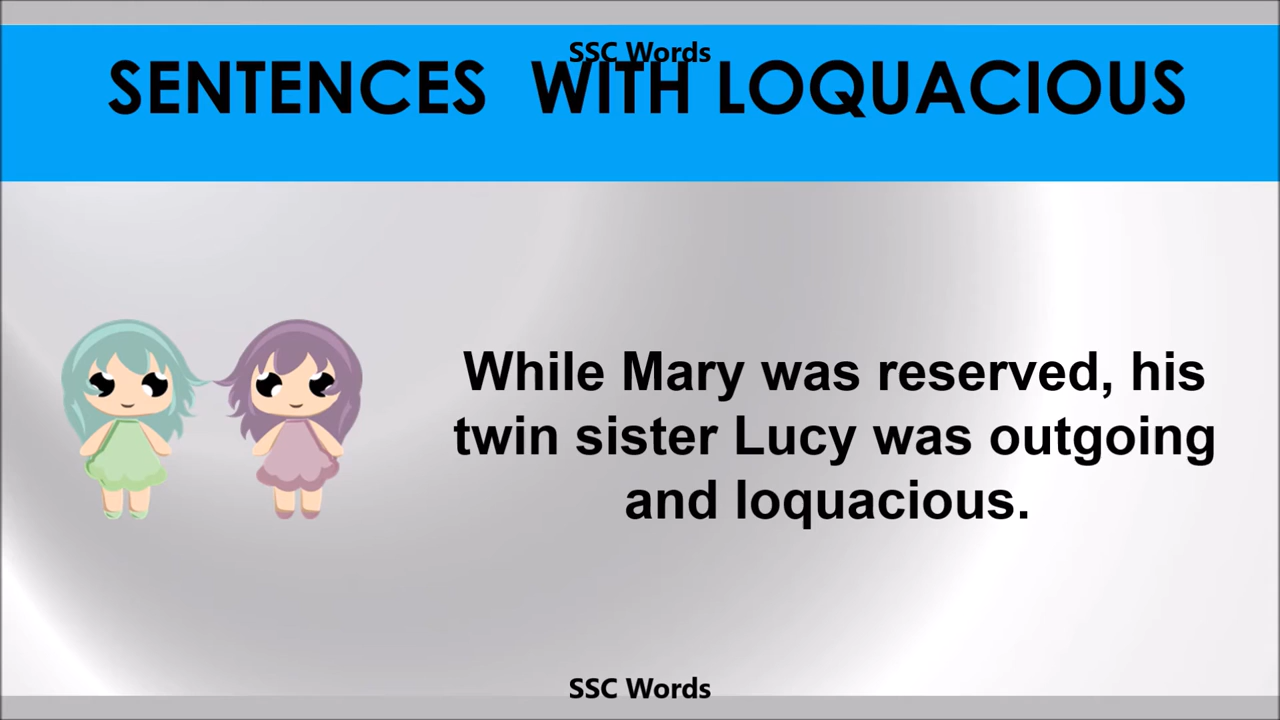 SSC Words
SENTENCES WITH LOQUACIOUS
While Mary was reserved, his
twin sister Lucy was outgoing
and loquacious.
SSC Words